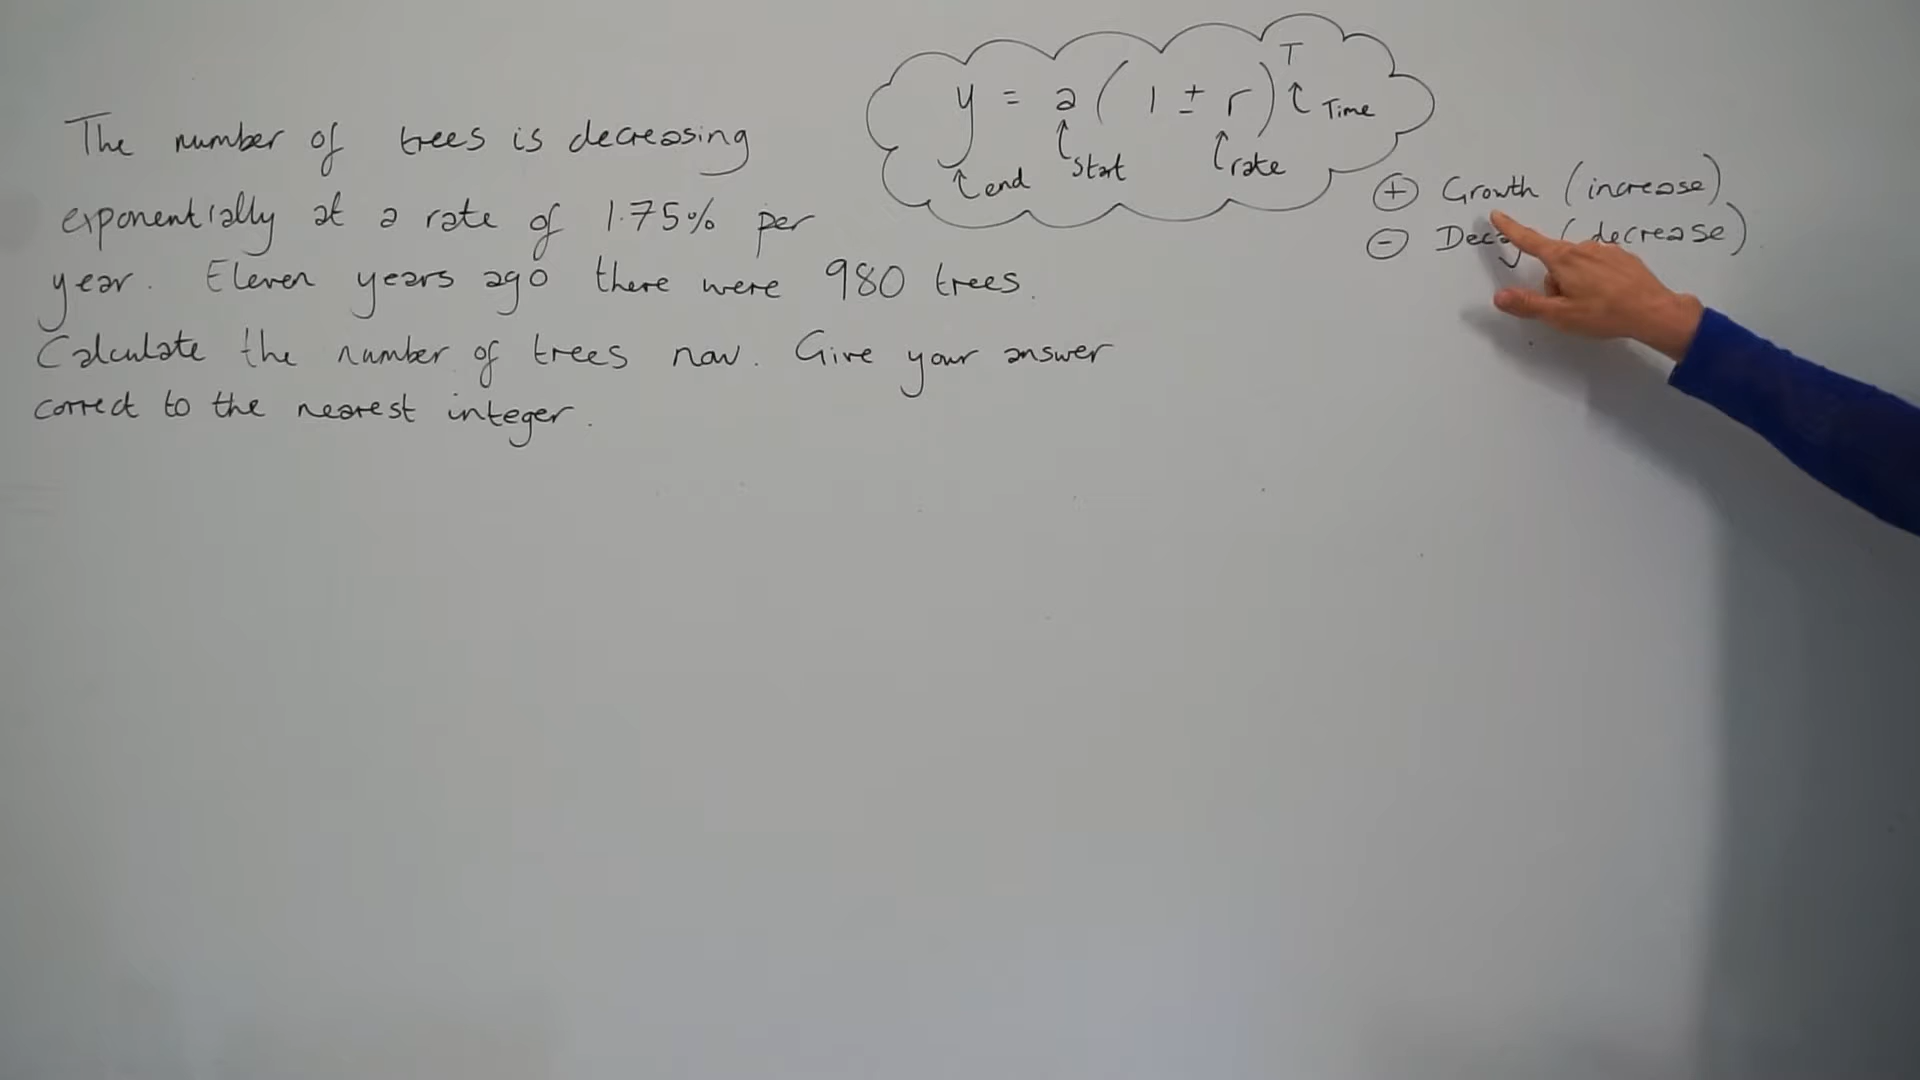 The number of trees is decreasing
exponentially at a rate of 1.75% per
year. Eleven years ago there were 980 trees.
Calculate the number of trees now. Give your answer
correct to the nearest integer.
y = a ( 1 ± r )^T
end
start
rate
Time
+ Growth (increase)
- Decay (decrease)